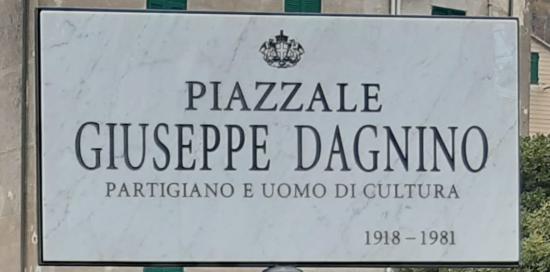 PIAZZALE
GIUSEPPE DAGNINO
PARTIGIANO E UOMO DI CULTURA
1918 – 1981